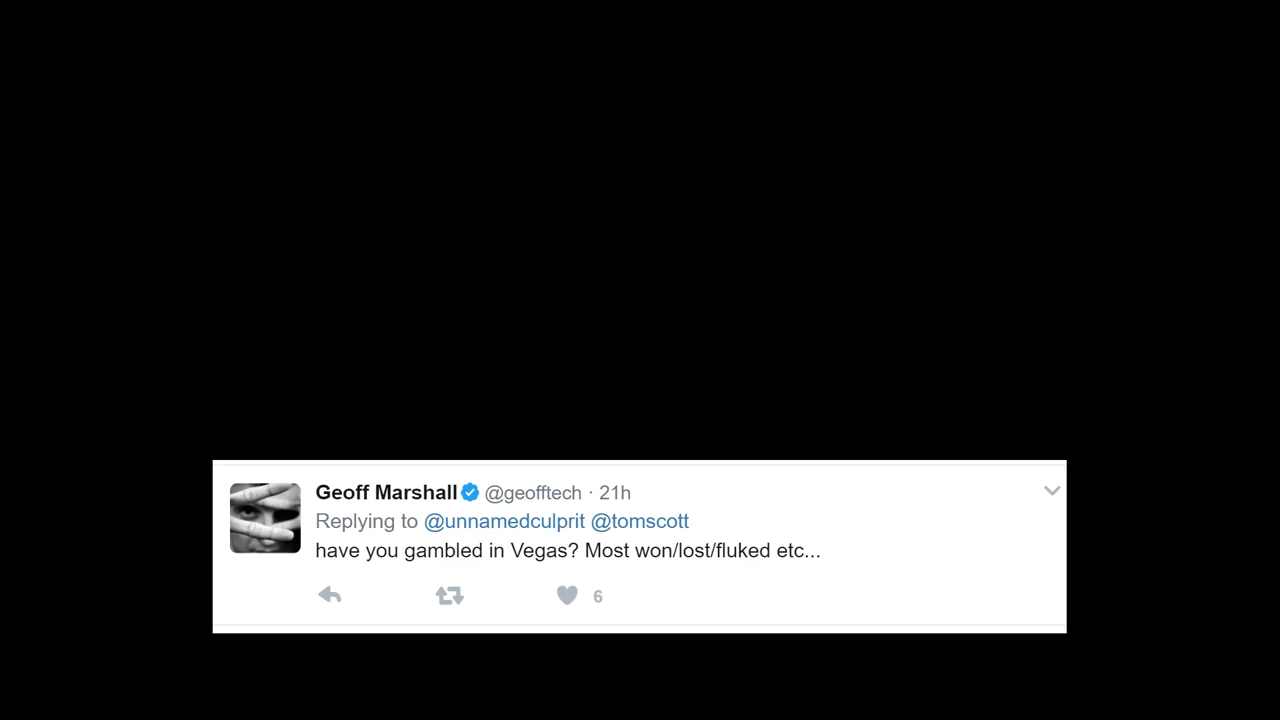 Geoff Marshall @geofftech · 21h
Replying to @unnamedculprit @tomscott
have you gambled in Vegas? Most won/lost/fluked etc...
6